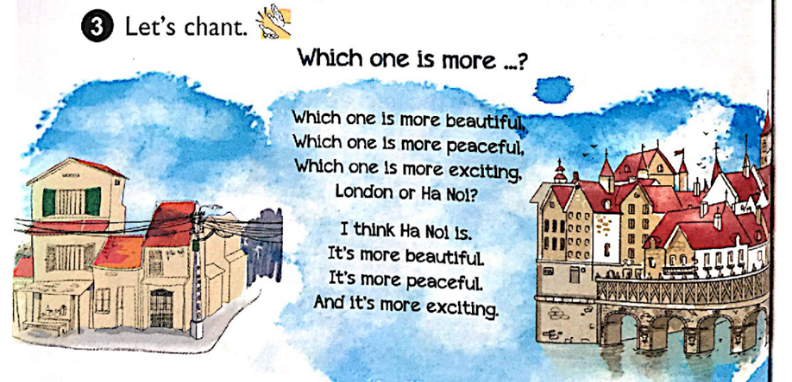 3 Let's chant.
Which one is more ...?
Which one is more beautiful,
Which one is more peaceful,
Which one is more exciting,
London or Ha Noi?
I think Ha Noi is.
It's more beautiful.
It's more peaceful.
And it's more exciting.